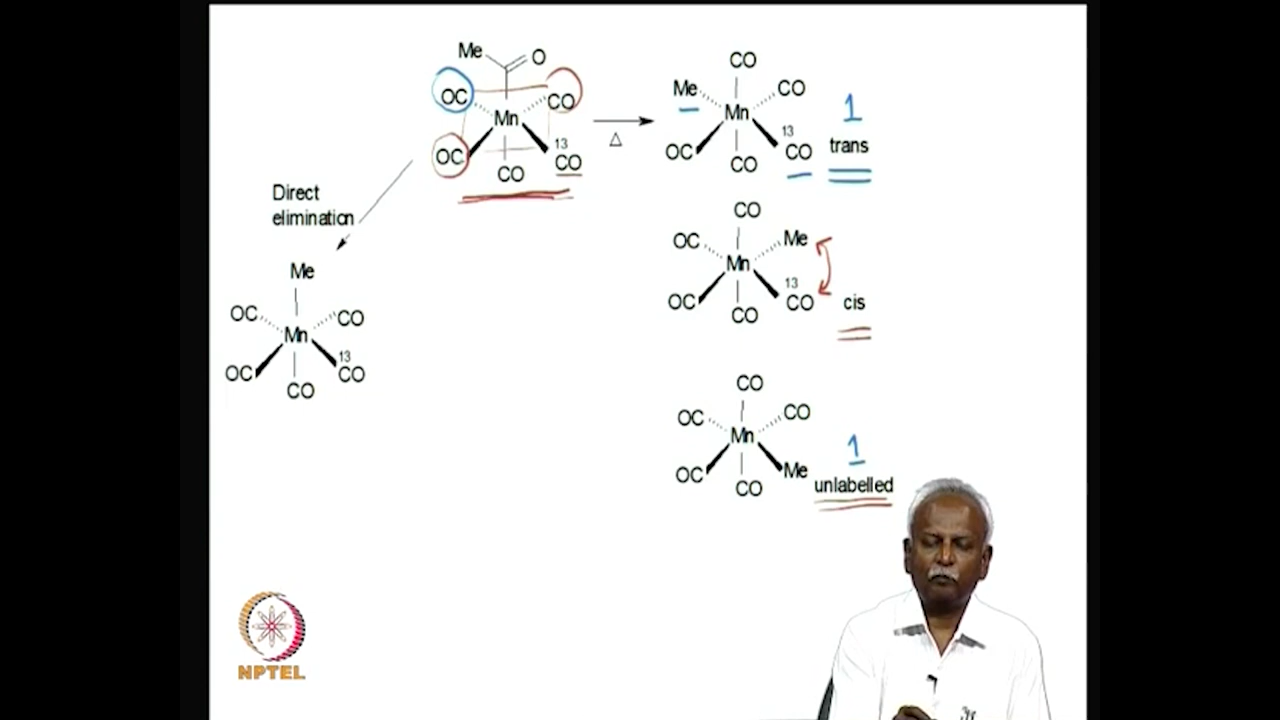 Me
O
OC
CO
Mn
OC
13
CO
CO
Δ
CO
Me
CO
Mn
13
OC
CO
CO
trans
1
Direct
elimination
Me
OC
CO
Mn
13
OC
CO
CO
CO
OC
Me
Mn
13
OC
CO
CO
cis
CO
OC
CO
Mn
OC
Me
CO
1
unlabelled
NPTEL